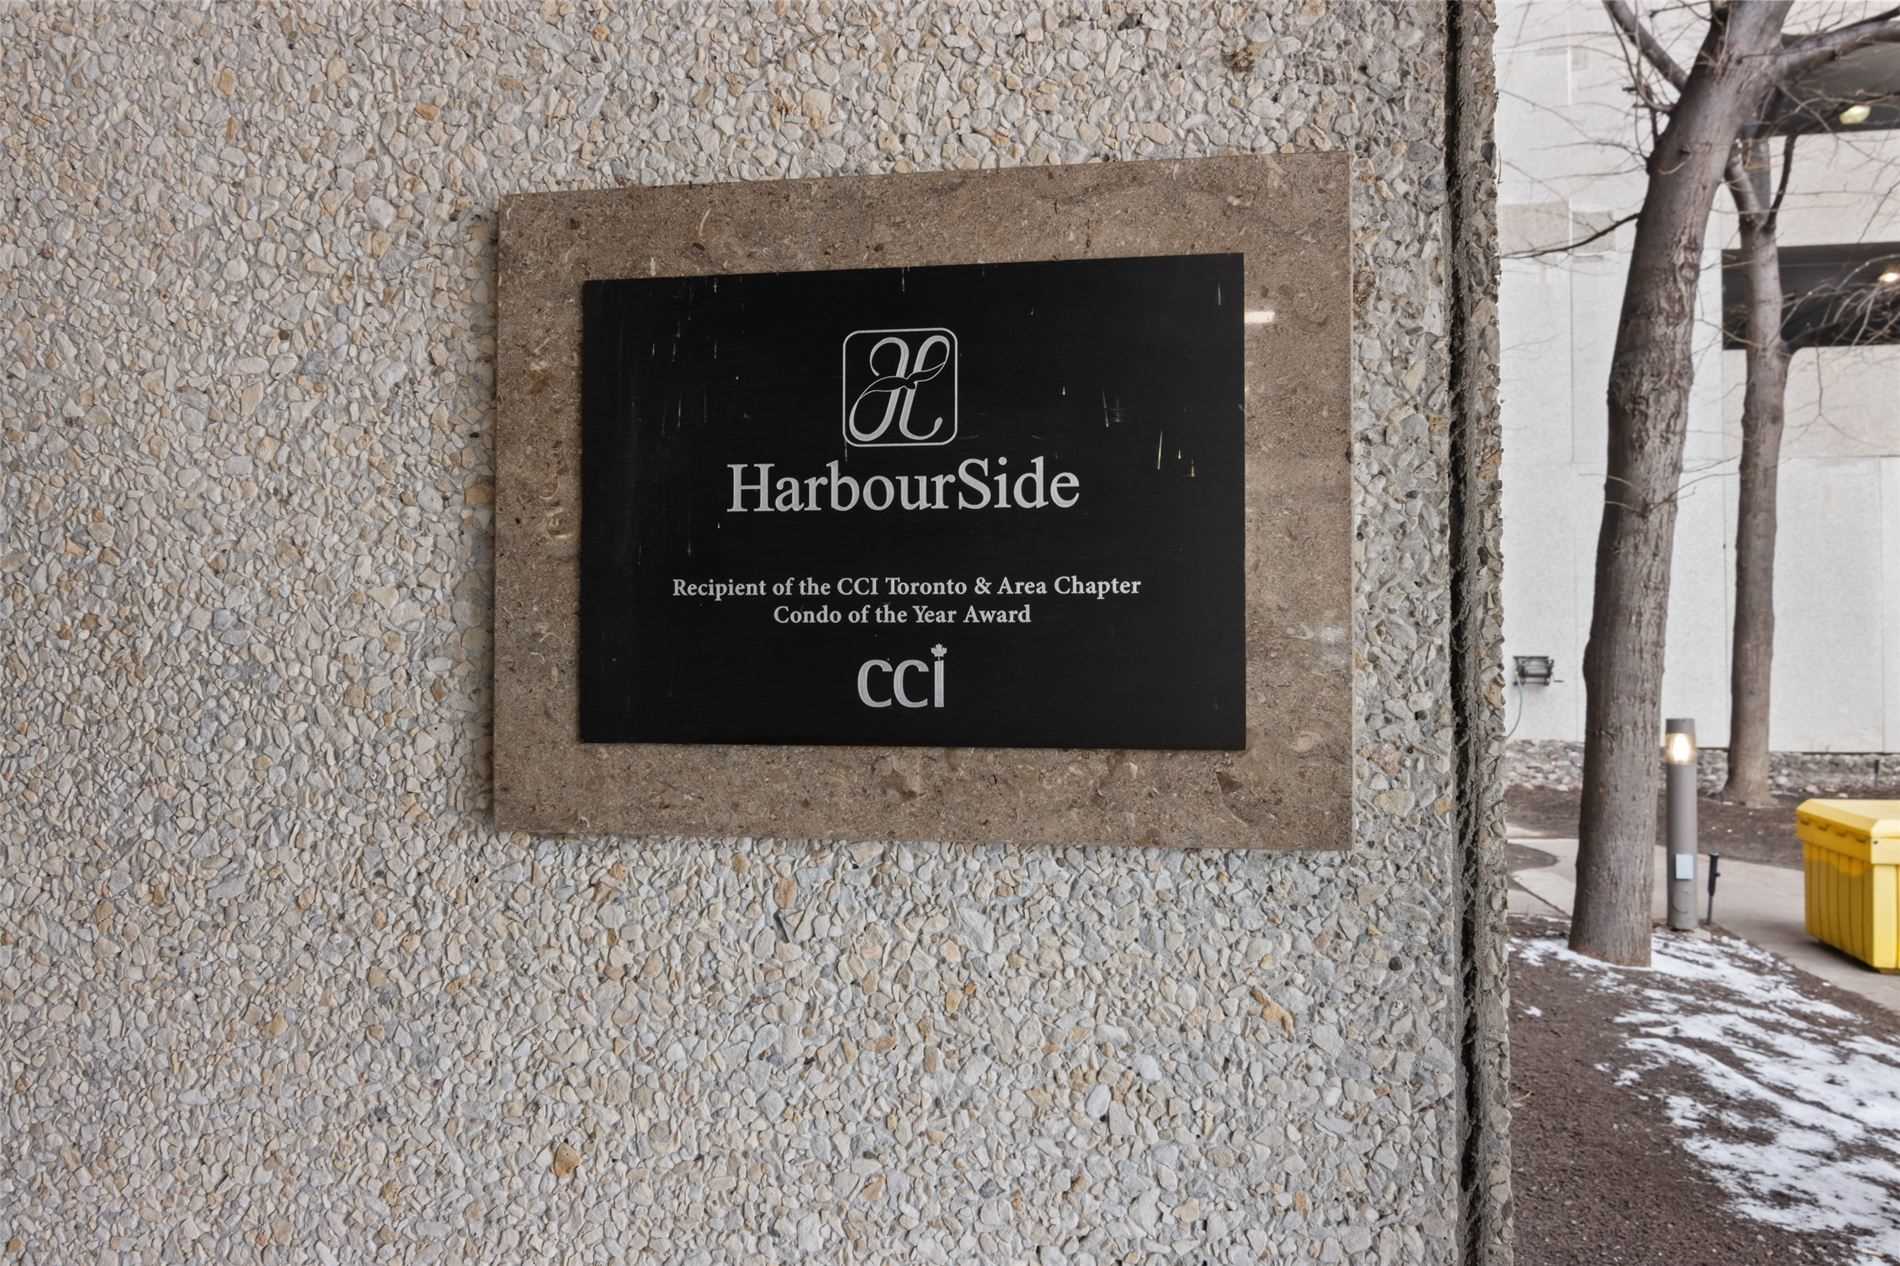 H
HarbourSide
Recipient of the CCI Toronto & Area Chapter
Condo of the Year Award
CCI